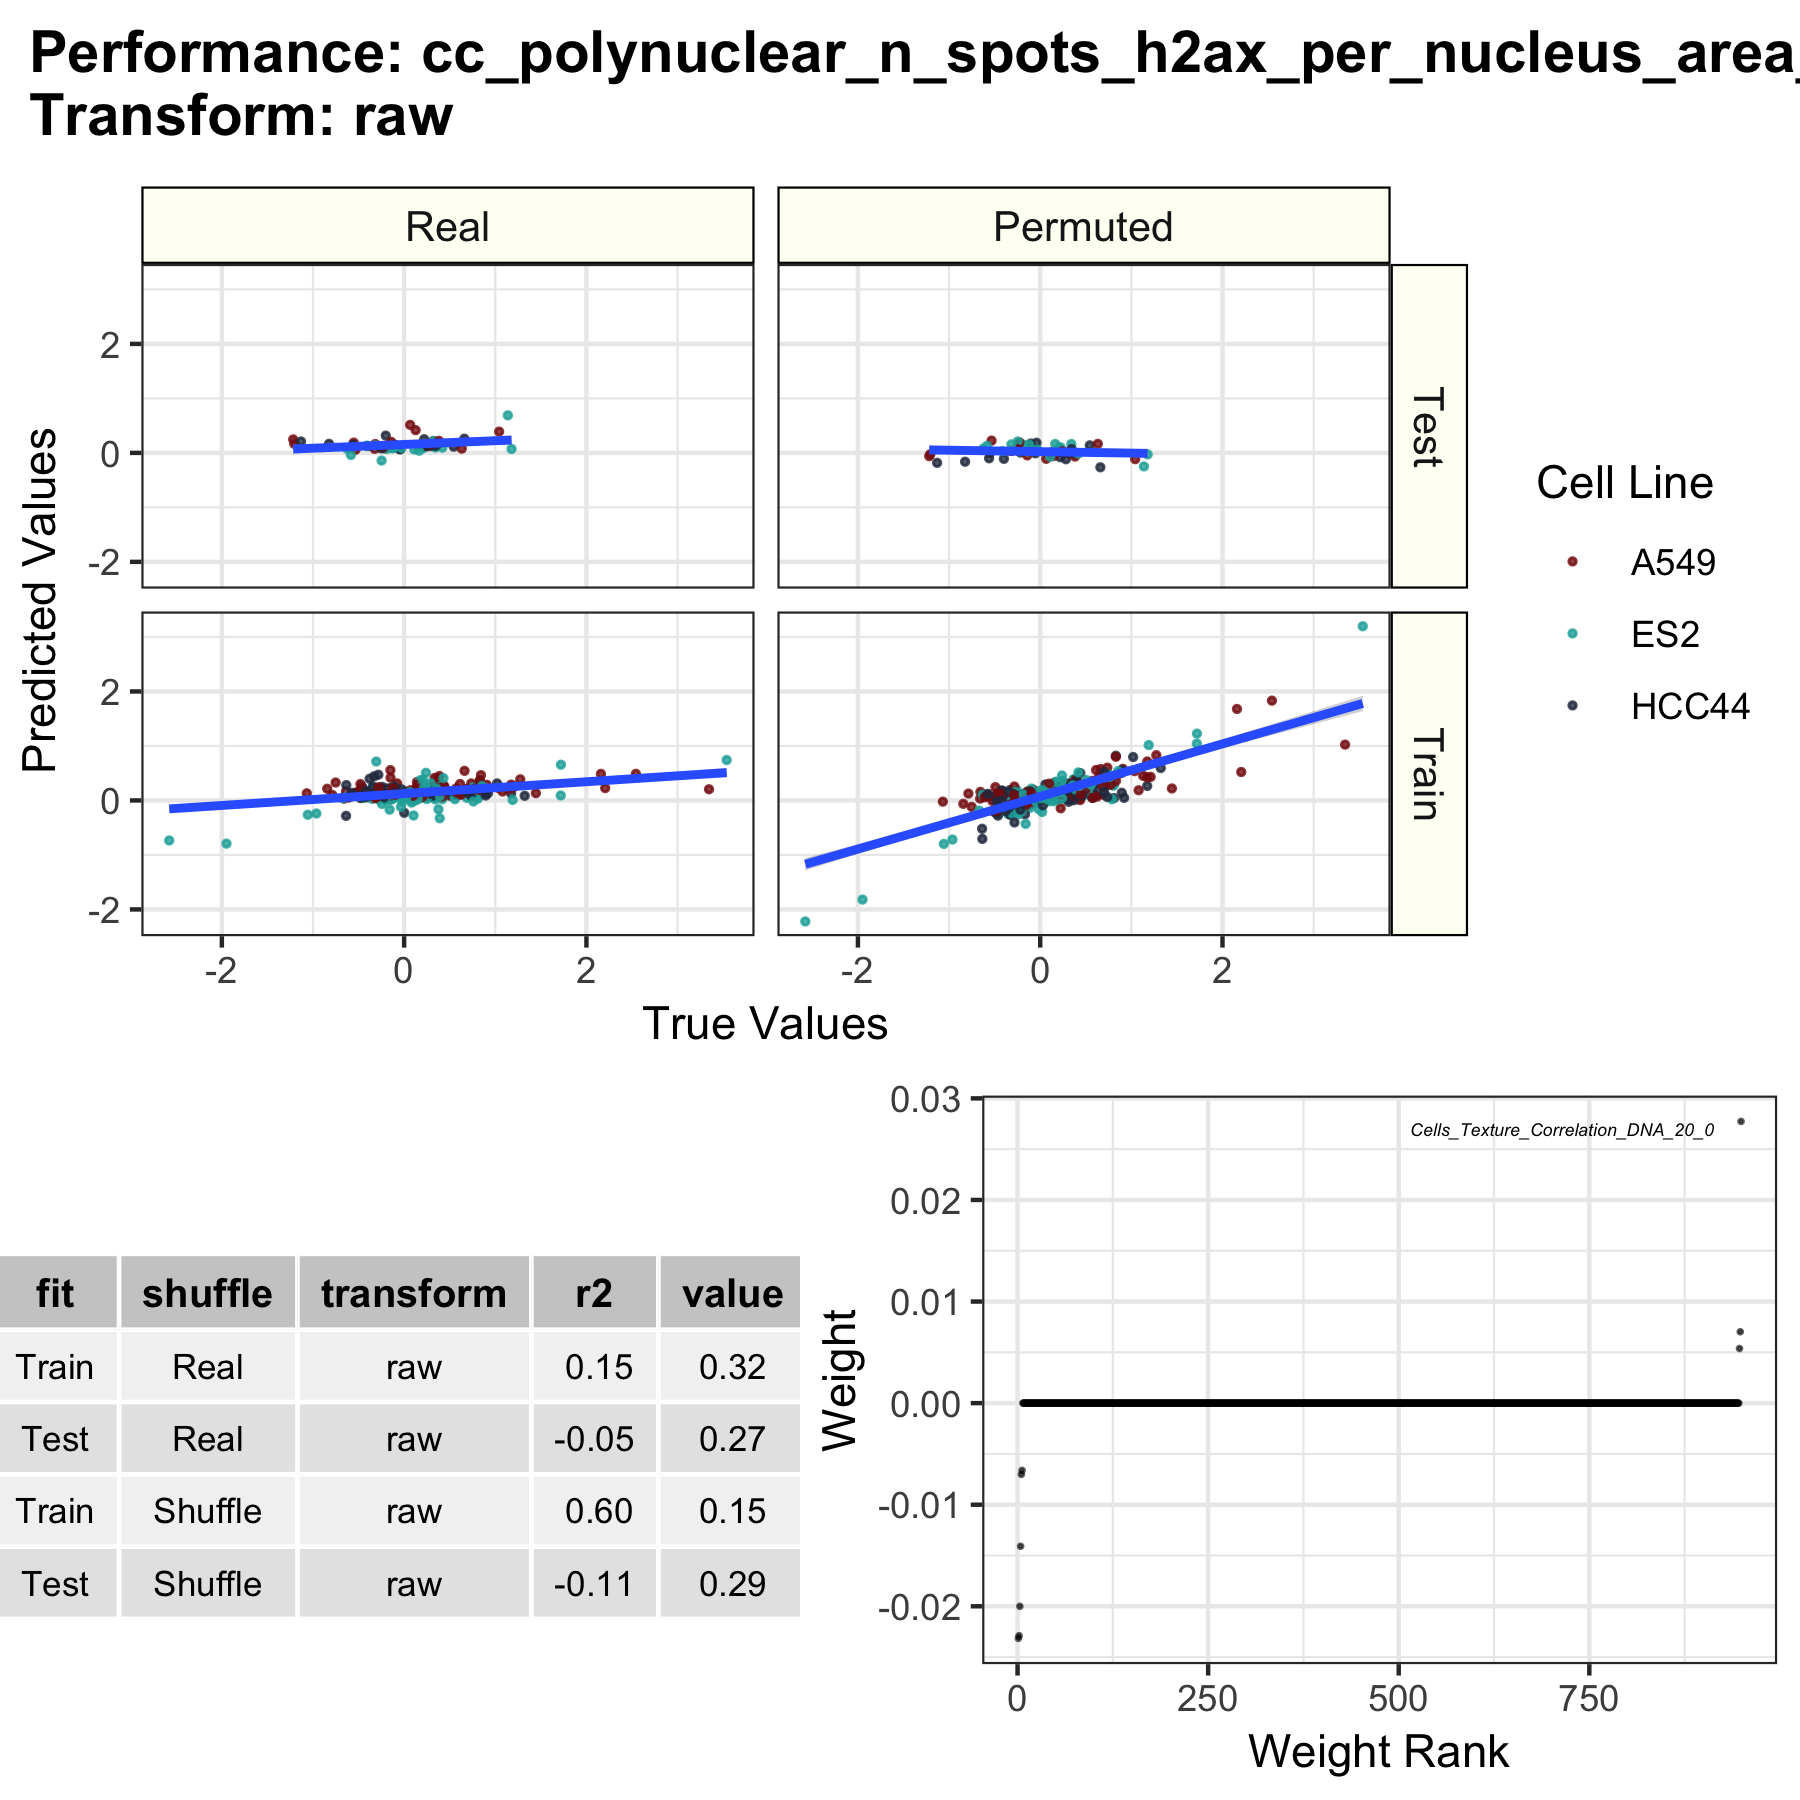 Performance: cc_polynuclear_n_spots_h2ax_per_nucleus_area_
Transform: raw
Real
Permuted
Predicted Values
2
0
-2
Test
2
0
-2
Train
-2
0
2
-2
0
2
True Values
Cell Line
A549
ES2
HCC44
fit shuffle transform r2 value
Train Real raw 0.15 0.32
Test Real raw -0.05 0.27
Train Shuffle raw 0.60 0.15
Test Shuffle raw -0.11 0.29
Weight
0.03
0.02
0.01
0.00
-0.01
-0.02
Cells_Texture_Correlation_DNA_20_0
0
250
500
750
Weight Rank